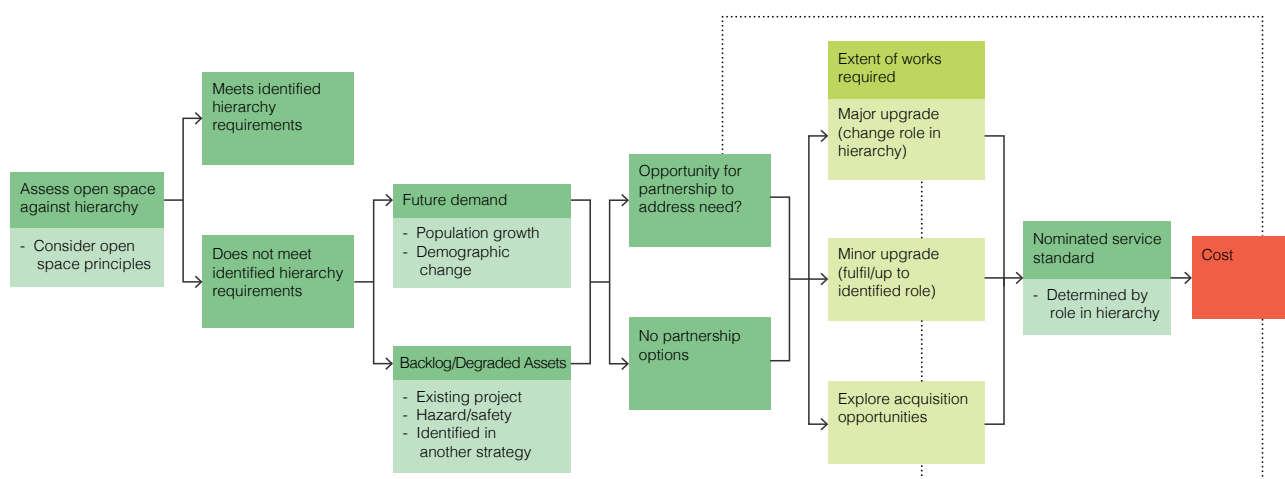 Assess open space
against hierarchy
- Consider open
space principles
Meets identified
hierarchy
requirements
Does not meet
identified hierarchy
requirements
Future demand
- Population growth
- Demographic
change
Backlog/Degraded Assets
- Existing project
- Hazard/safety
- Identified in
another strategy
Opportunity for
partnership to
address need?
No partnership
options
Extent of works
required
Major upgrade
(change role in
hierarchy)
Minor upgrade
(fulfil/up to
identified role)
Explore acquisition
opportunities
Nominated service
standard
- Determined by
role in hierarchy
Cost